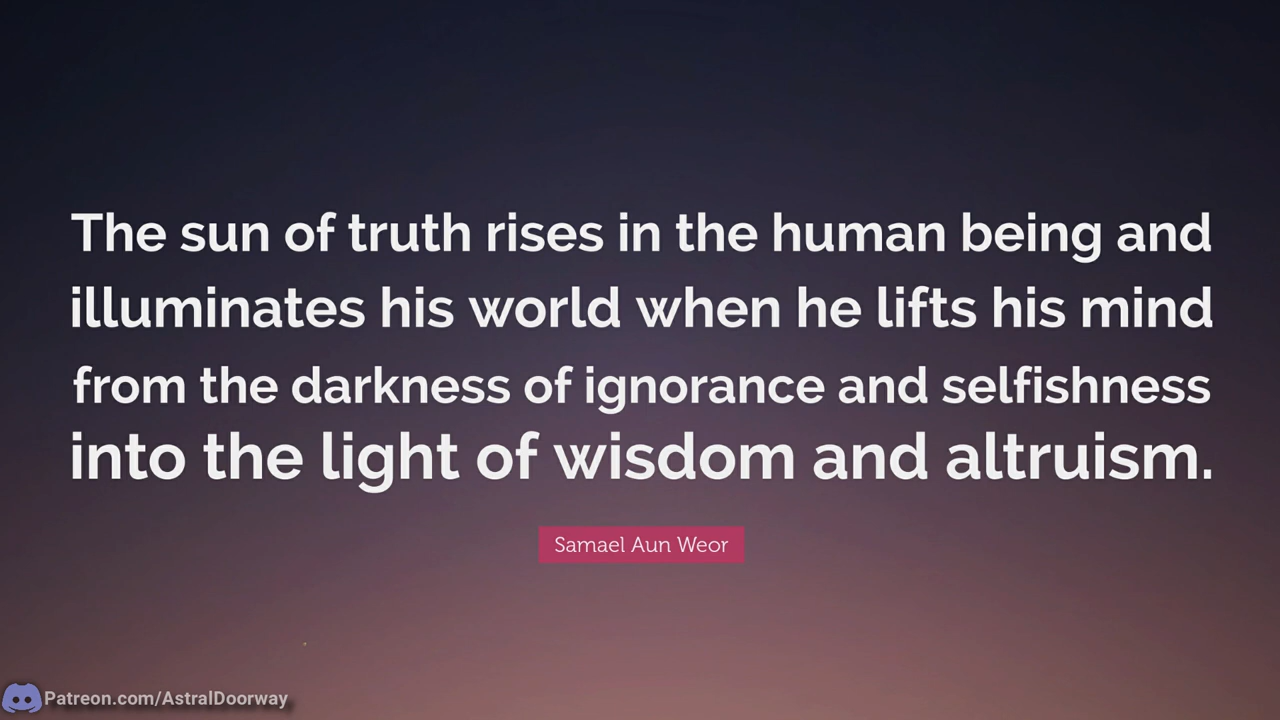 The sun of truth rises in the human being and
illuminates his world when he lifts his mind
from the darkness of ignorance and selfishness
into the light of wisdom and altruism.
Samael Aun Weor
Patreon.com/AstralDoorway